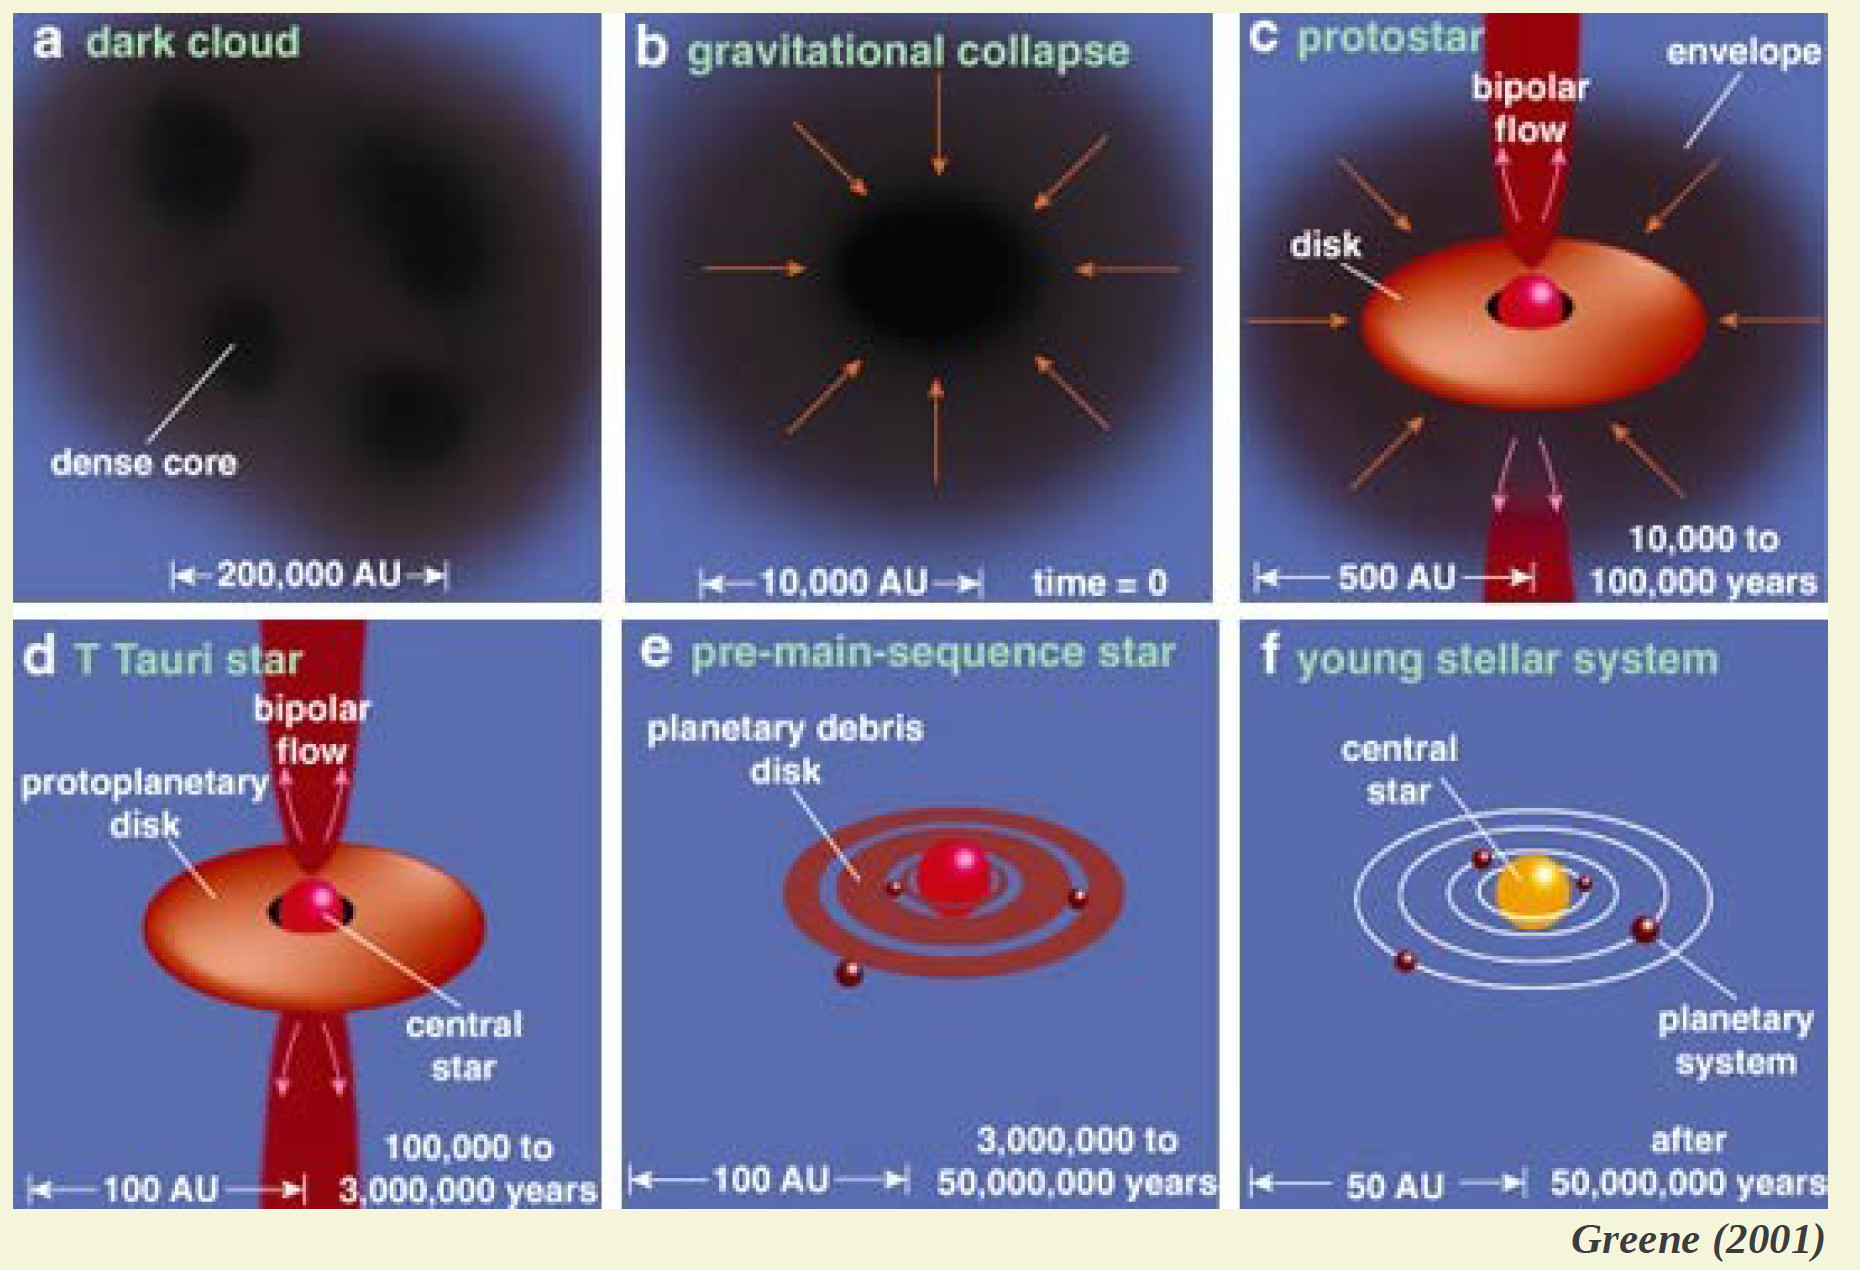 a dark cloud
dense core
200,000 AU
b gravitational collapse
10,000 AU
time = 0
c protostar
envelope
bipolar
flow
disk
500 AU
10,000 to
100,000 years
d T Tauri star
bipolar
flow
protoplanetary
disk
central
star
100 AU
100,000 to
3,000,000 years
e pre-main-sequence star
planetary debris
disk
100 AU
3,000,000 to
50,000,000 years
f young stellar system
central
star
planetary
system
50 AU
after
50,000,000 years
Greene (2001)